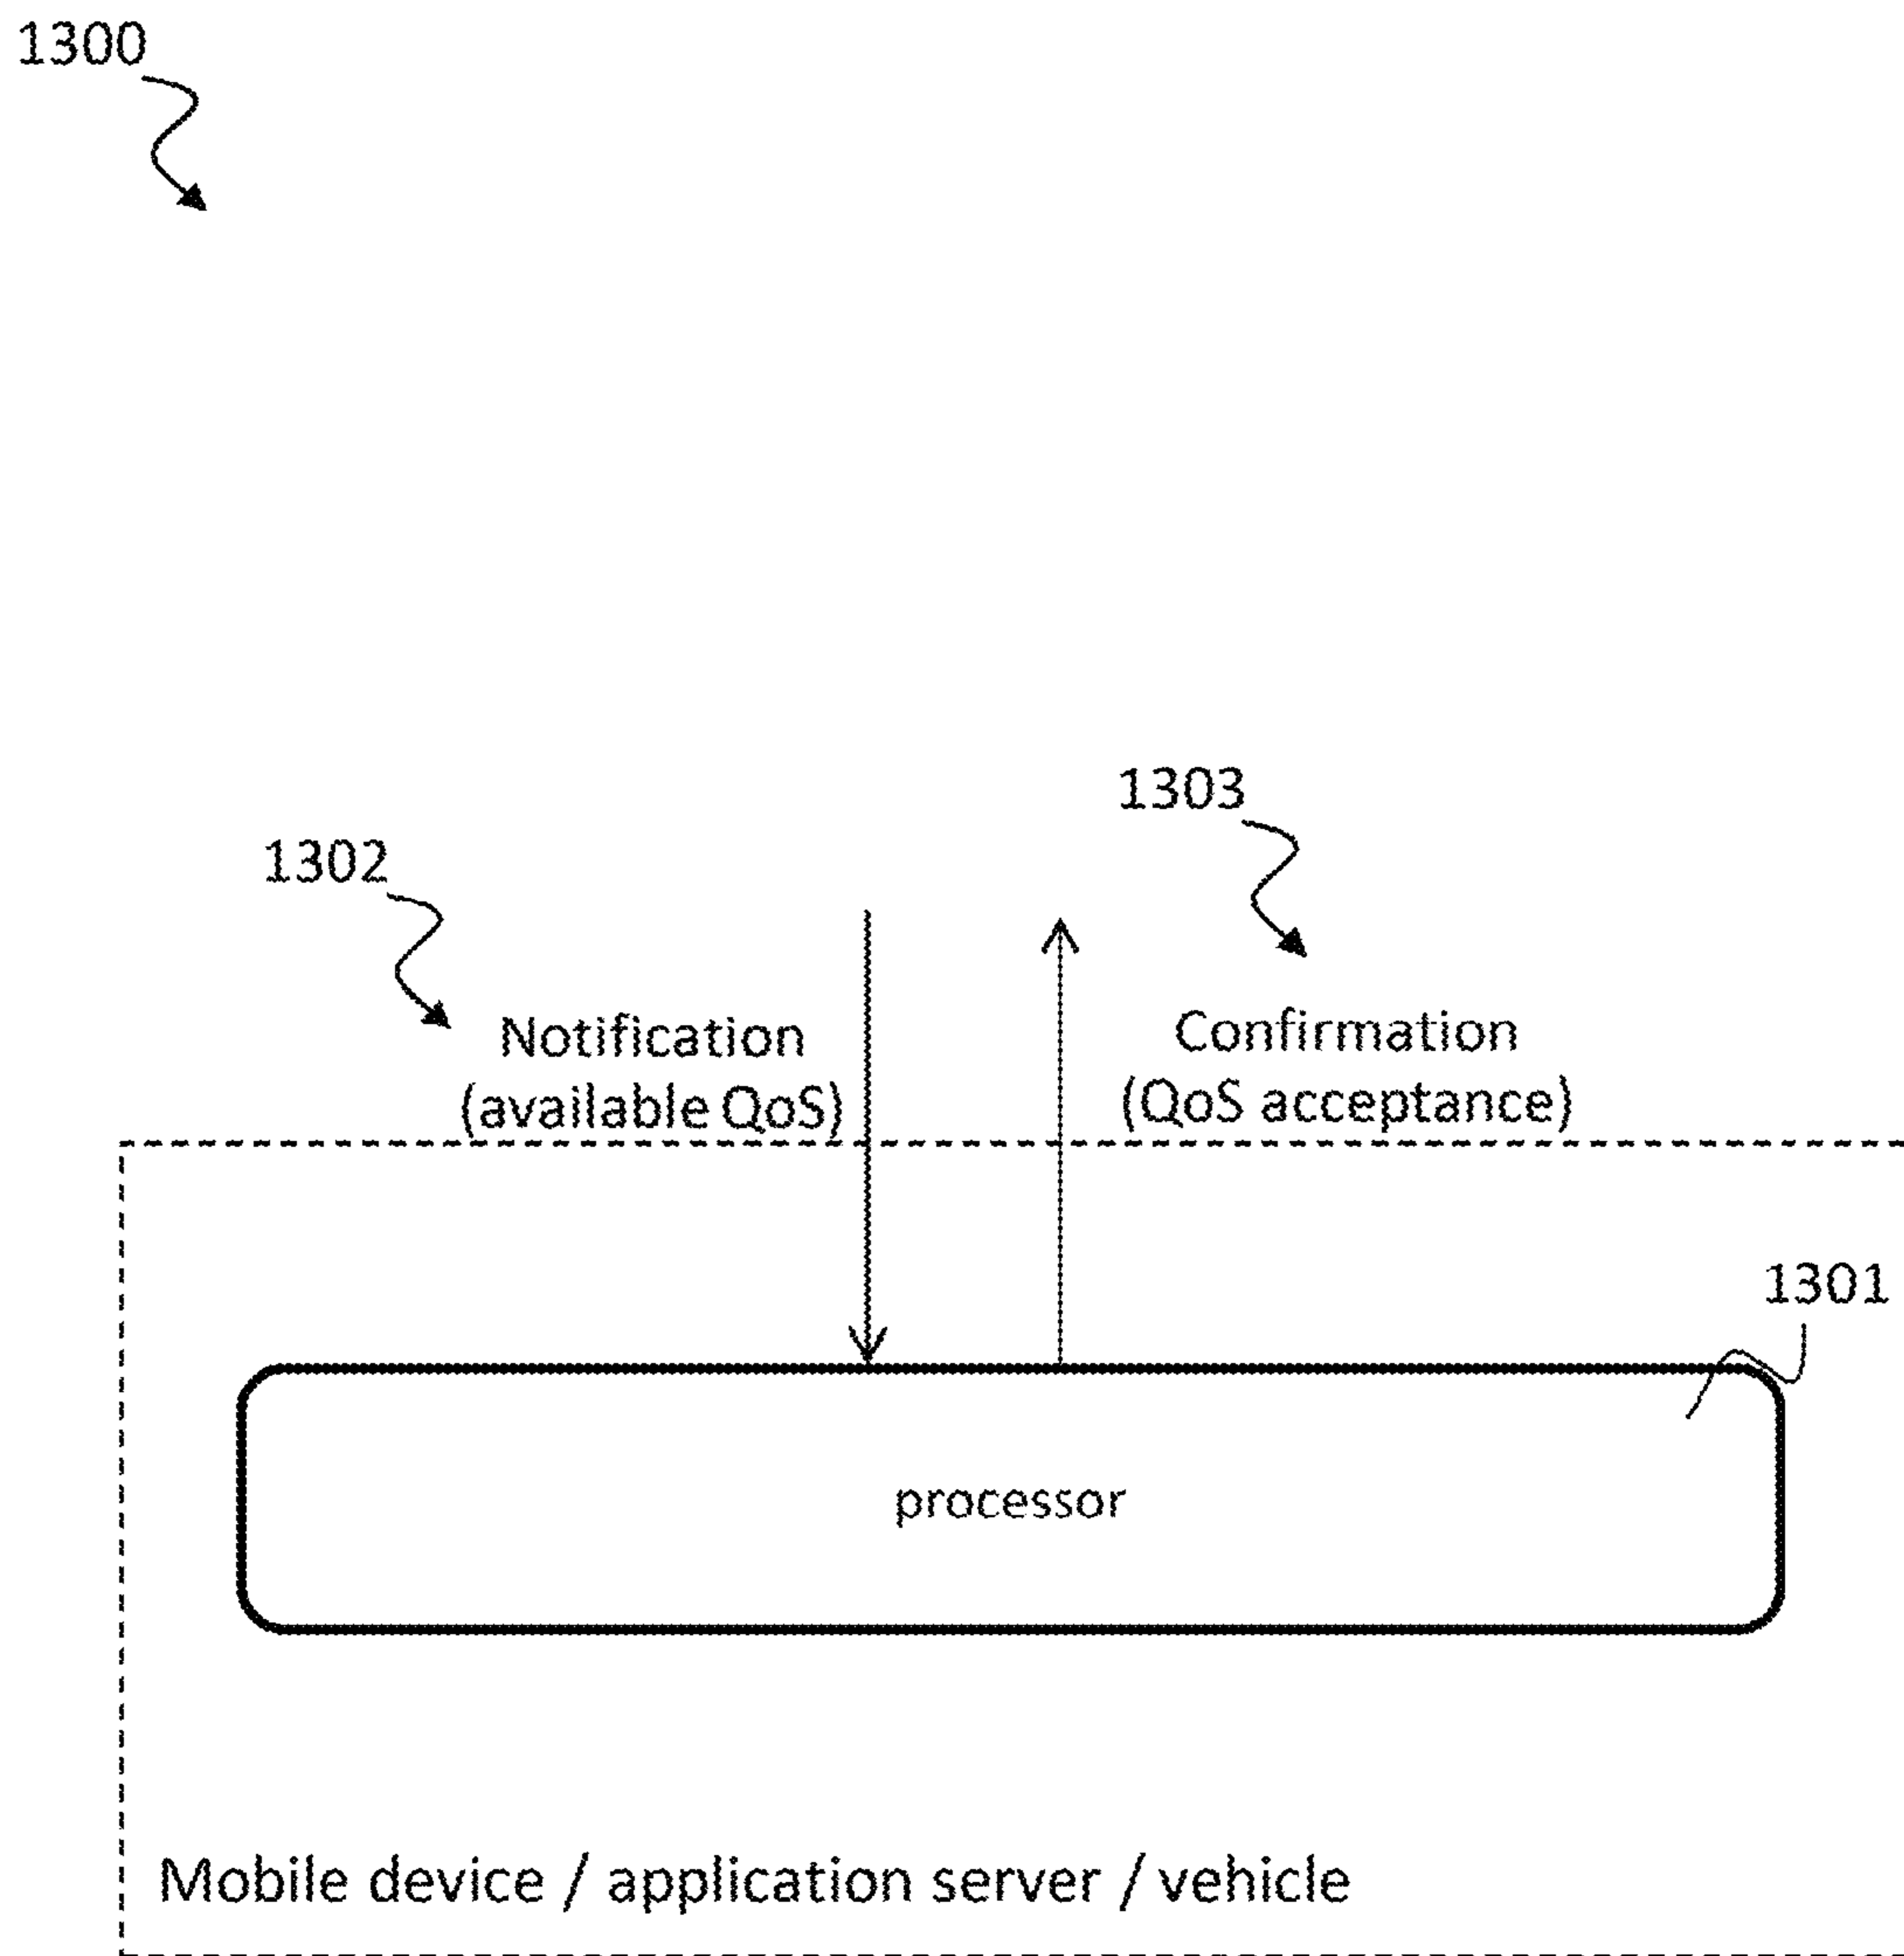 1300
1303
1302
Notification
(available QoS)
Confirmation
(QoS acceptance)
1301
processor
Mobile device / application server / vehicle